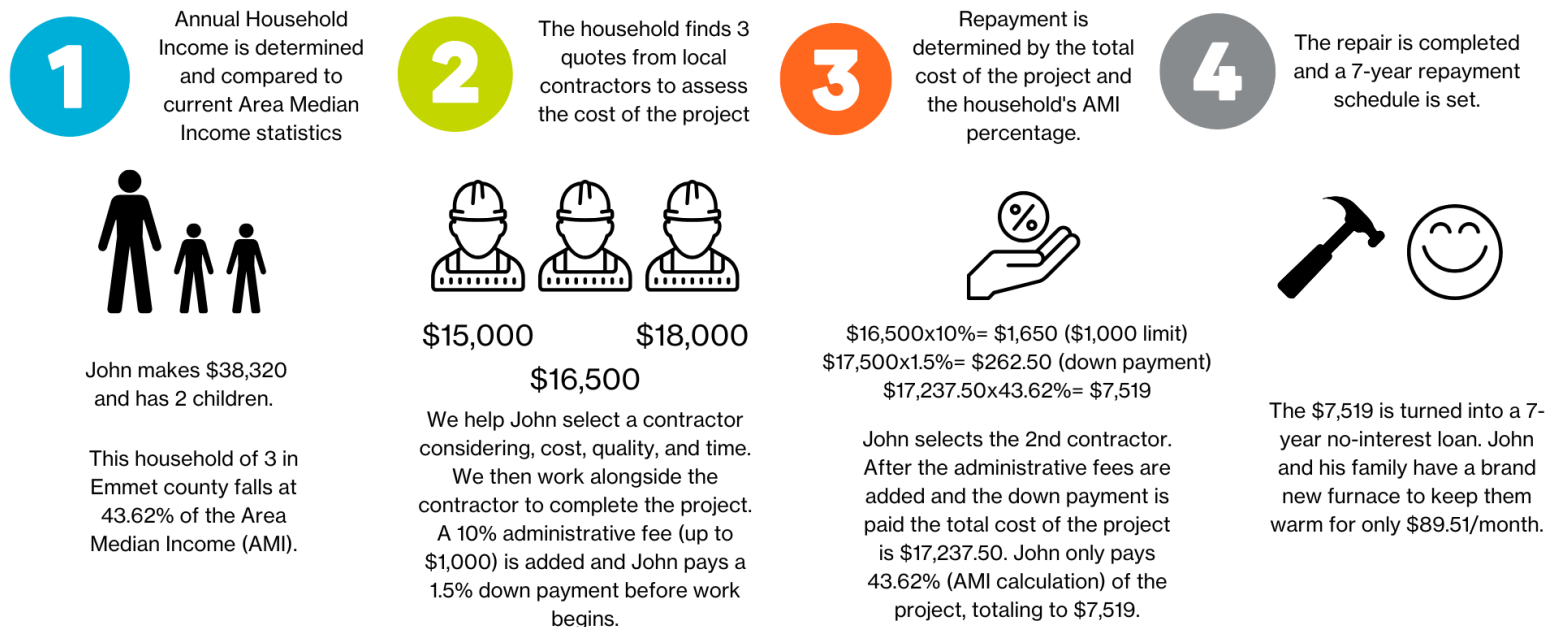 1
Annual Household
Income is determined
and compared to
current Area Median
Income statistics
John makes $38,320
and has 2 children.
This household of 3 in
Emmet county falls at
43.62% of the Area
Median Income (AMI).
2
The household finds 3
quotes from local
contractors to assess
the cost of the project
$15,000
$18,000
$16,500
We help John select a contractor
considering, cost, quality, and time.
We then work alongside the
contractor to complete the project.
A 10% administrative fee (up to
$1,000) is added and John pays a
1.5% down payment before work
begins.
3
Repayment is
determined by the total
cost of the project and
the household's AMI
percentage.
%
$16,500x10%= $1,650 ($1,000 limit)
$17,500x1.5%= $262.50 (down payment)
$17,237.50x43.62%= $7,519
John selects the 2nd contractor.
After the administrative fees are
added and the down payment is
paid the total cost of the project
is $17,237.50. John only pays
43.62% (AMI calculation) of the
project, totaling to $7,519.
4
The repair is completed
and a 7-year repayment
schedule is set.
The $7,519 is turned into a 7-
year no-interest loan. John
and his family have a brand
new furnace to keep them
warm for only $89.51/month.